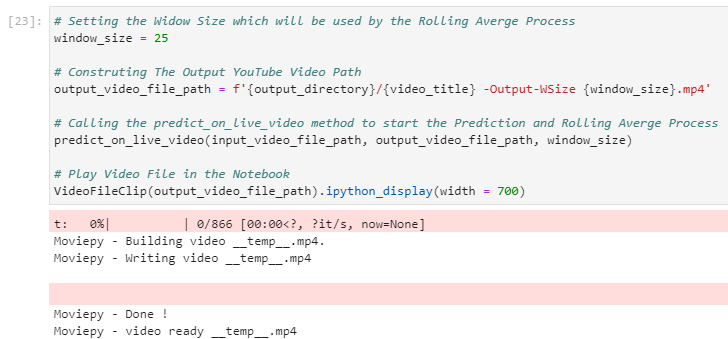 [23]: # Setting the Widow Size which will be used by the Rolling Averge Process
window_size = 25
# Construting The Output YouTube Video Path
output_video_file_path = f'{output_directory}/{video_title} -Output-WSize {window_size}.mp4'
# Calling the predict_on_live_video method to start the Prediction and Rolling Averge Process
predict_on_live_video(input_video_file_path, output_video_file_path, window_size)
# Play Video File in the Notebook
VideoFileClip(output_video_file_path).ipython_display(width = 700)
t:   0%|          | 0/866 [00:00<?, ?it/s, now=None]
Moviepy - Building video __temp__.mp4.
Moviepy - Writing video __temp__.mp4
Moviepy - Done !
Moviepy - video ready __temp__.mp4